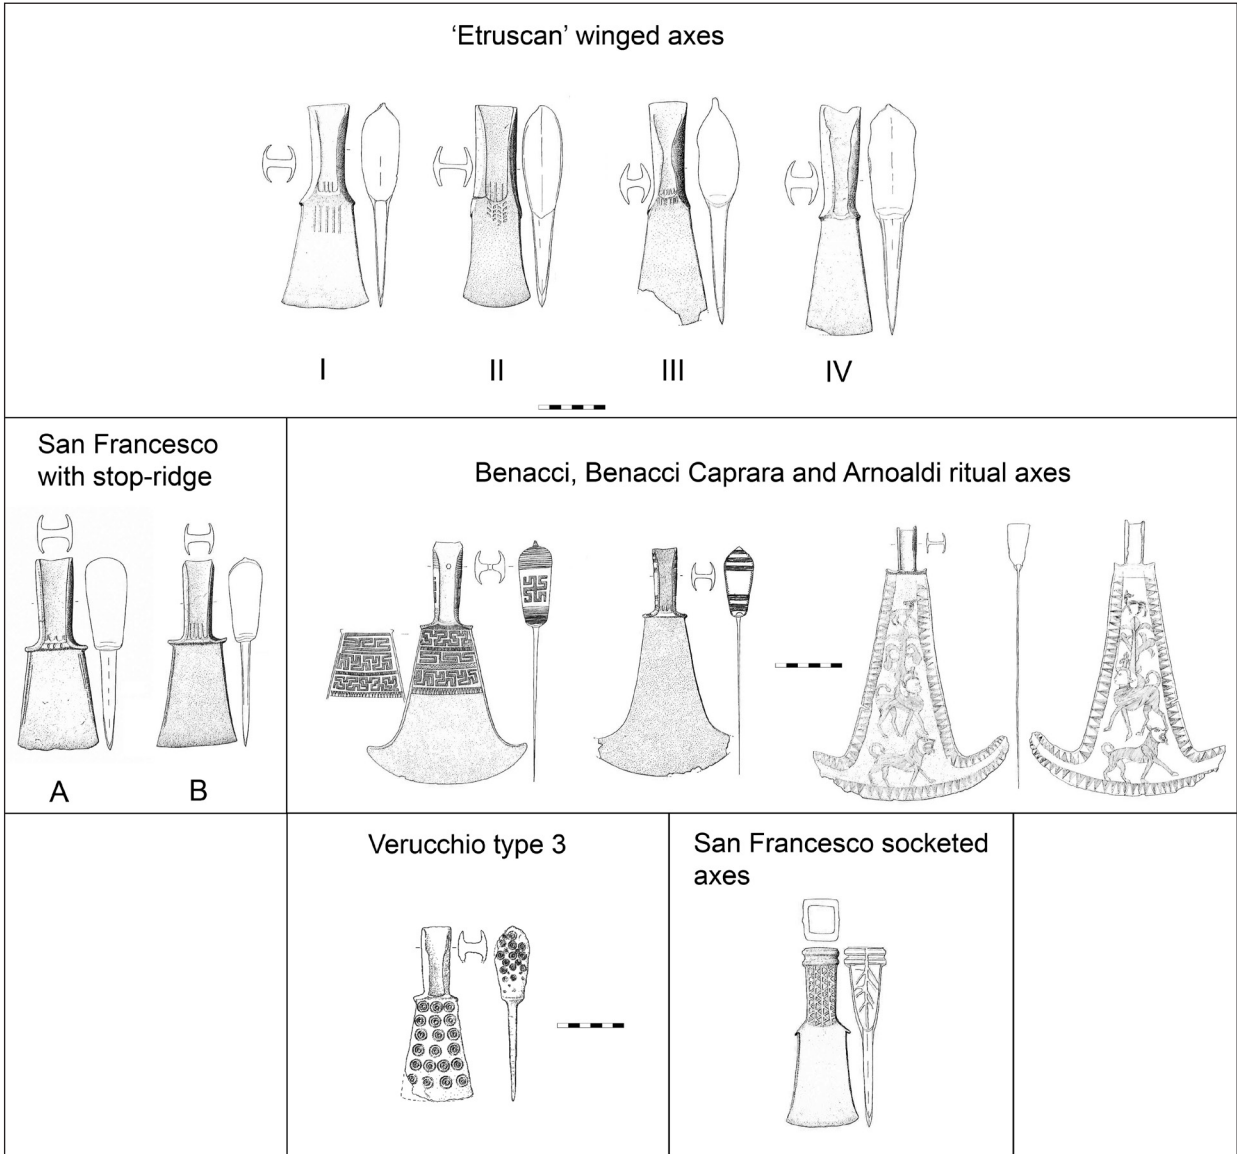 ‘Etruscan’ winged axes
I
II
III
IV
San Francesco
with stop-ridge
A
B
Benacci, Benacci Caprara and Arnoaldi ritual axes
Verucchio type 3
San Francesco socketed
axes